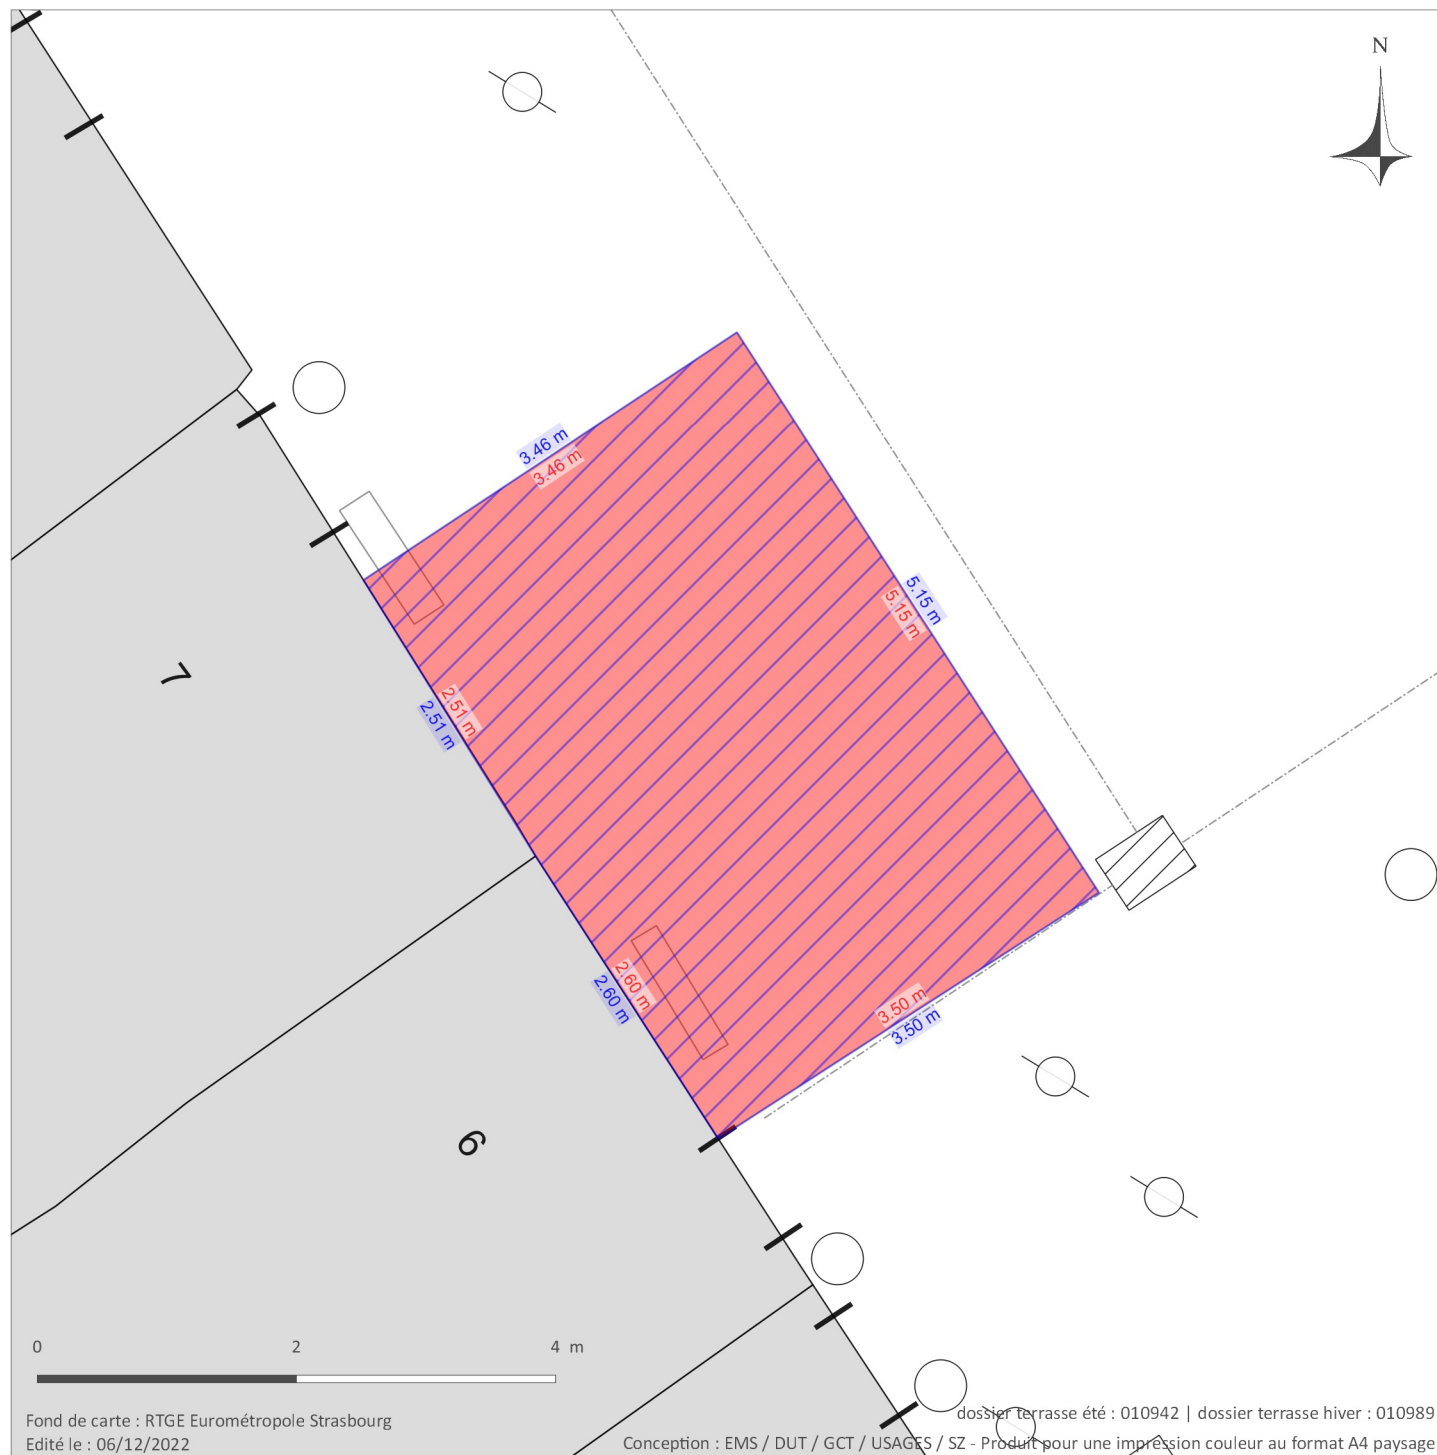 N
3.46 m
3.46 m
5.15 m
5.15 m
7
2.51 m
2.51 m
2.60 m
2.60 m
3.50 m
3.50 m
6
0 2 4 m
Fond de carte : RTGE Eurométropole Strasbourg
Edité le : 06/12/2022
dossier terrasse été : 010942 | dossier terrasse hiver : 010989
Conception : EMS / DUT / GCT / USAGES / SZ - Produit pour une impression couleur au format A4 paysage